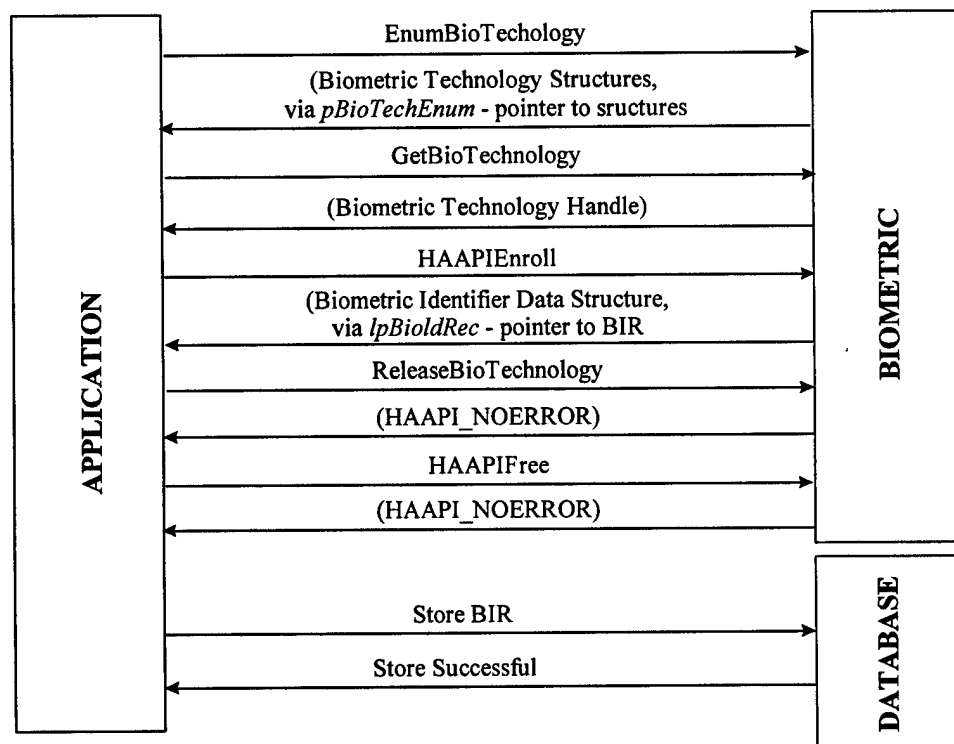 EnumBioTechology
(Biometric Technology Structures,
via pBioTechEnum - pointer to sructures
GetBioTechnology
(Biometric Technology Handle)
HAAPIEnroll
(Biometric Identifier Data Structure,
via lpBioldRec - pointer to BIR
ReleaseBioTechnology
(HAAPI_NOERROR)
HAAPIFree
(HAAPI_NOERROR)
Store BIR
Store Successful
APPLICATION
BIOMETRIC
DATABASE